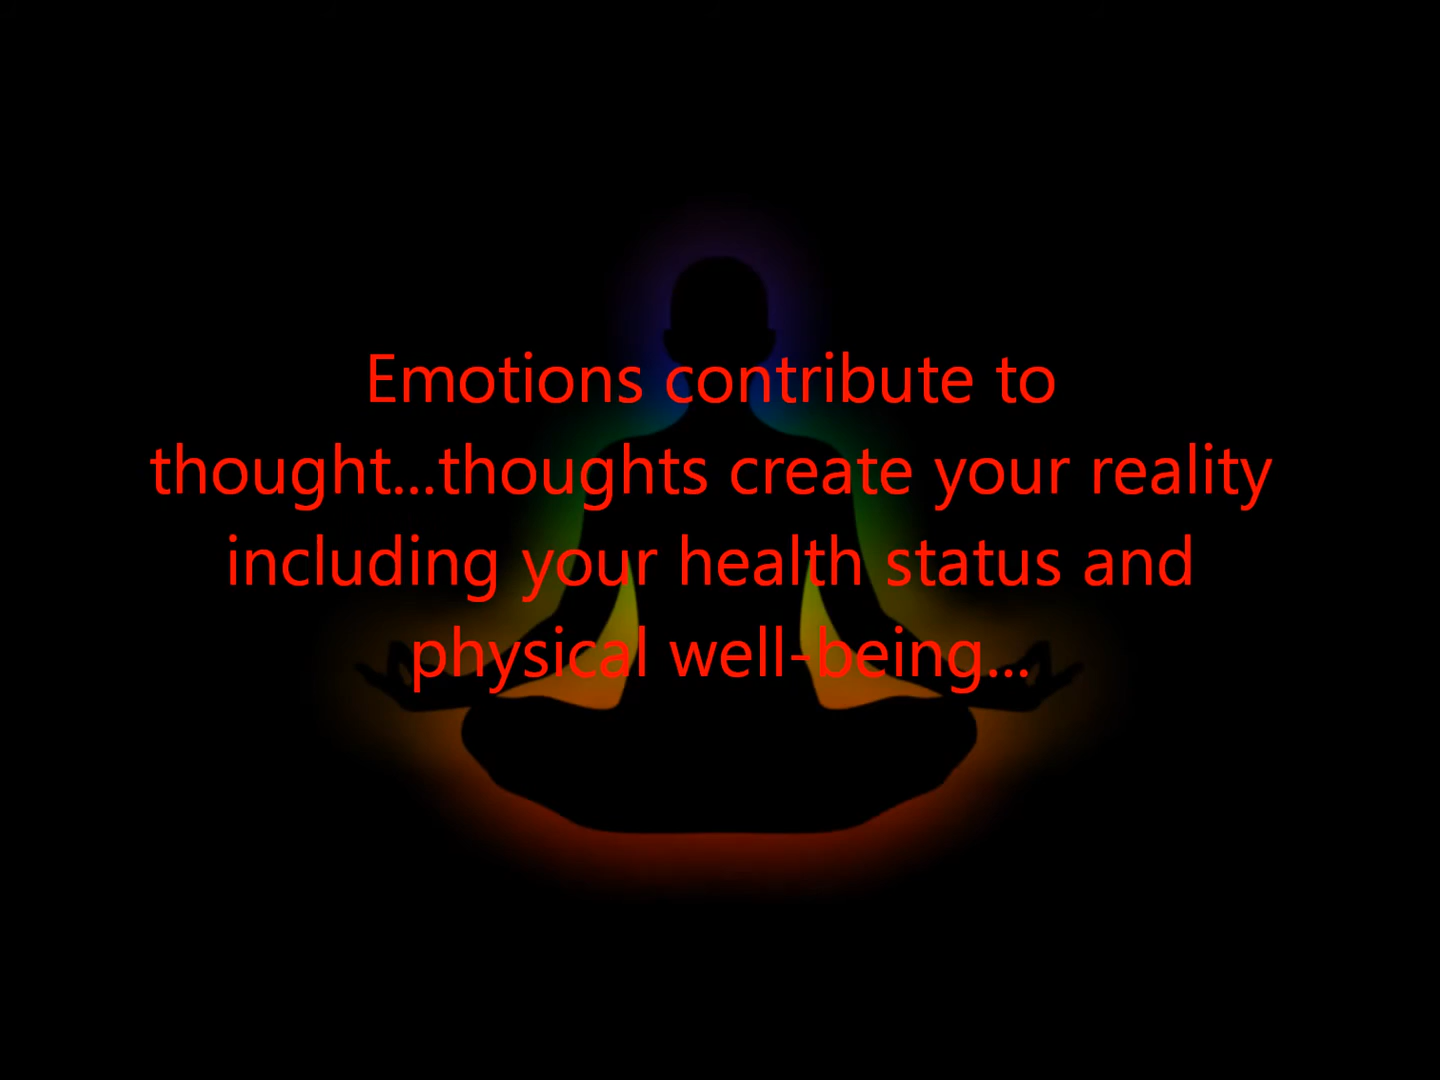 Emotions contribute to
thought...thoughts create your reality
including your health status and
physical well-being...